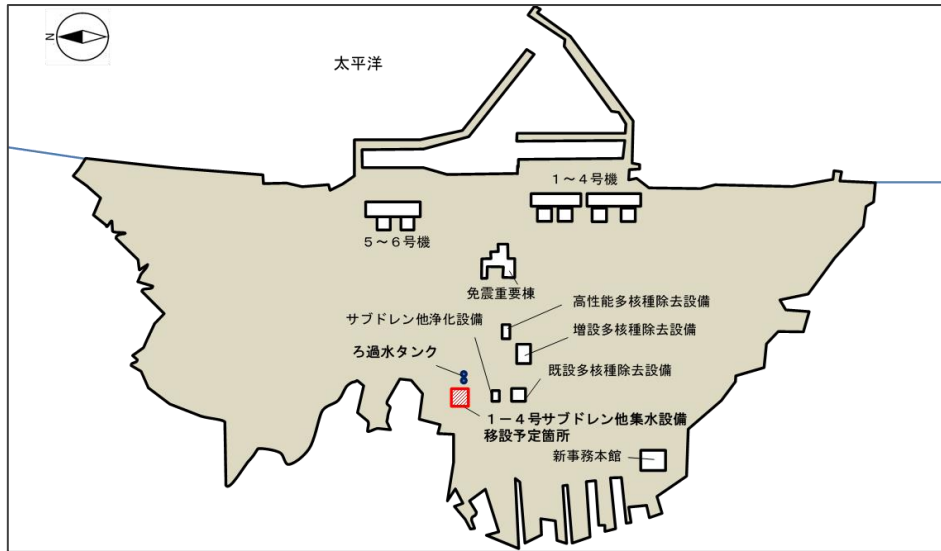 N
太平洋
1～4号機
5～6号機
免震重要棟
高性能多核種除去設備
サブドレン他浄化設備
増設多核種除去設備
ろ過水タンク
既設多核種除去設備
1－4号サブドレン他集水設備
移設予定箇所
新事務本館